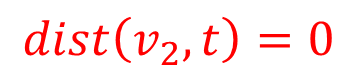 dist(v₂, t) = 0